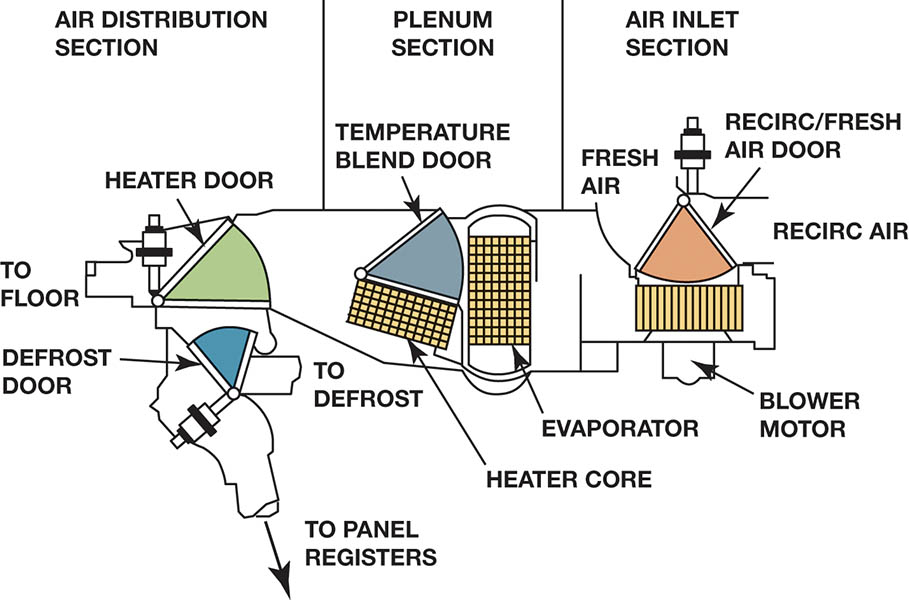 AIR DISTRIBUTION
SECTION
PLENUM
SECTION
AIR INLET
SECTION
TEMPERATURE
BLEND DOOR
RECIRC/FRESH
AIR DOOR
FRESH
AIR
HEATER DOOR
RECIRC AIR
TO
FLOOR
DEFROST
DOOR
TO
DEFROST
BLOWER
MOTOR
EVAPORATOR
HEATER CORE
TO PANEL
REGISTERS